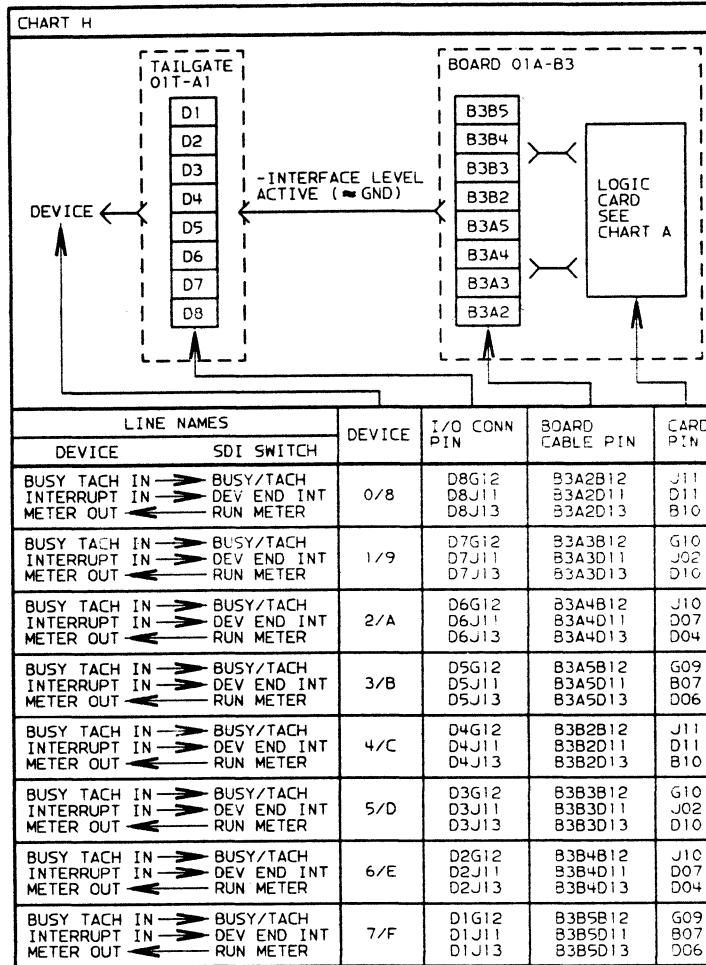 CHART H
TAILGATE
01T-A1
BOARD 01A-B3
D1
D2
D3
D4
D5
D6
D7
D8
-INTERFACE LEVEL
ACTIVE (≈GND)
DEVICE
B3B5
B3B4
B3B3
B3B2
B3A5
B3A4
B3A3
B3A2
LOGIC
CARD
SEE
CHART A
LINE NAMES
DEVICE SDI SWITCH
DEVICE
I/O CONN
PIN
BOARD
CABLE PIN
CARD
PIN
BUSY TACH IN BUSY/TACH D8G12 B3A2B12 J11
INTERRUPT IN DEV END INT 0/8 D8J11 B3A2D11 D11
METER OUT RUN METER D8J13 B3A2D13 B10
BUSY TACH IN BUSY/TACH D7G12 B3A3B12 G10
INTERRUPT IN DEV END INT 1/9 D7J11 B3A3D11 J02
METER OUT RUN METER D7J13 B3A3D13 D10
BUSY TACH IN BUSY/TACH D6G12 B3A4B12 J10
INTERRUPT IN DEV END INT 2/A D6J11 B3A4D11 D07
METER OUT RUN METER D6J13 B3A4D13 D04
BUSY TACH IN BUSY/TACH D5G12 B3A5B12 G09
INTERRUPT IN DEV END INT 3/B D5J11 B3A5D11 B07
METER OUT RUN METER D5J13 B3A5D13 D06
BUSY TACH IN BUSY/TACH D4G12 B3B2B12 J11
INTERRUPT IN DEV END INT 4/C D4J11 B3B2D11 D11
METER OUT RUN METER D4J13 B3B2D13 B10
BUSY TACH IN BUSY/TACH D3G12 B3B3B12 G10
INTERRUPT IN DEV END INT 5/D D3J11 B3B3D11 J02
METER OUT RUN METER D3J13 B3B3D13 D10
BUSY TACH IN BUSY/TACH D2G12 B3B4B12 J10
INTERRUPT IN DEV END INT 6/E D2J11 B3B4D11 D07
METER OUT RUN METER D2J13 B3B4D13 D04
BUSY TACH IN BUSY/TACH D1G12 B3B5B12 G09
INTERRUPT IN DEV END INT 7/F D1J11 B3B5D11 B07
METER OUT RUN METER D1J13 B3B5D13 D06